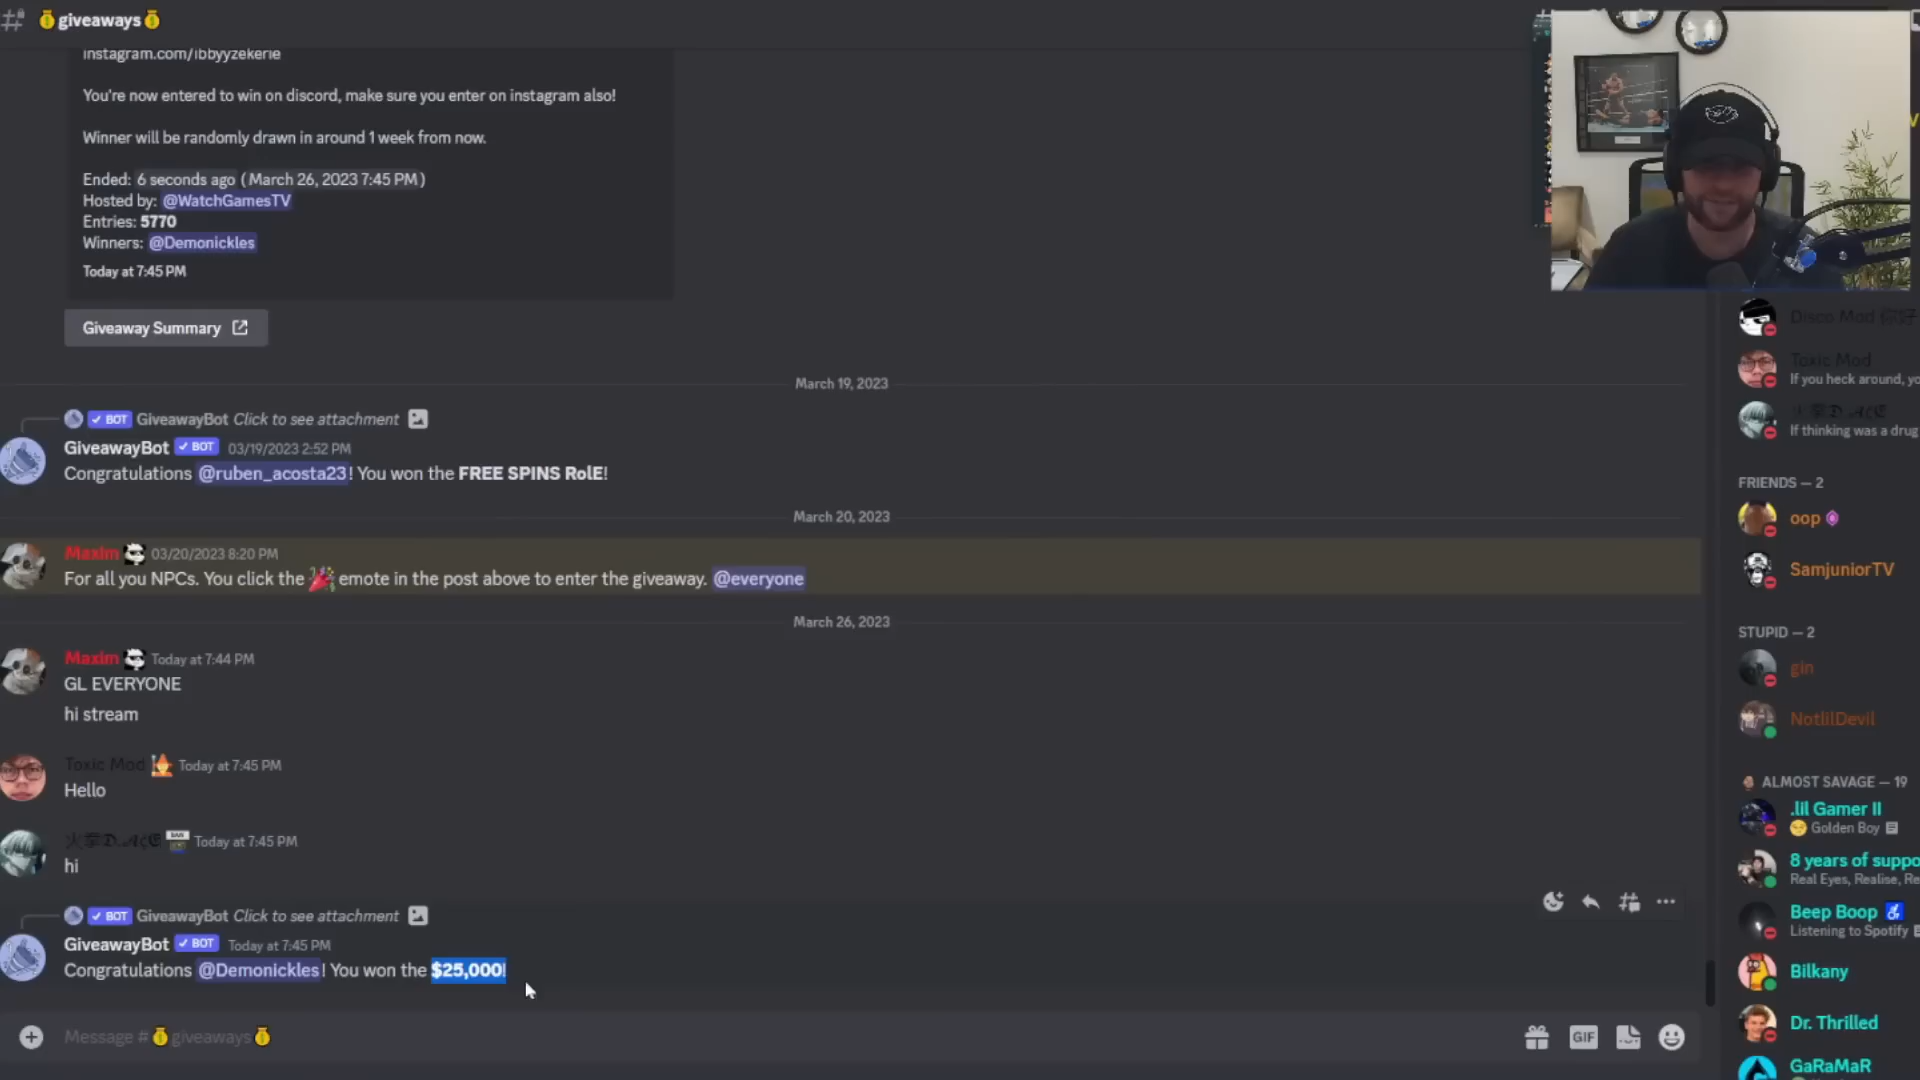 giveaways
instagram.com/ibbyyzekerie
You're now entered to win on discord, make sure you enter on instagram also!
Winner will be randomly drawn in around 1 week from now.
Ended: 6 seconds ago (March 26, 2023 7:45 PM)
Hosted by: @WatchGamesTV
Entries: 5770
Winners: @Demonickles
Today at 7:45 PM
Giveaway Summary
March 19, 2023
BOT GiveawayBot Click to see attachment
GiveawayBot BOT 03/19/2023 2:52 PM
Congratulations @ruben_acosta23! You won the FREE SPINS RolE!
March 20, 2023
Maxim 03/20/2023 8:20 PM
For all you NPCs. You click the 🎉 emote in the post above to enter the giveaway. @everyone
March 26, 2023
Maxim Today at 7:44 PM
GL EVERYONE
hi stream
Toxic Mod Today at 7:45 PM
Hello
Today at 7:45 PM
hi
BOT GiveawayBot Click to see attachment
GiveawayBot BOT Today at 7:45 PM
Congratulations @Demonickles! You won the $25,000!
Message # 💰giveaways💰
GIF
Disco Mod 你好
Toxic Mod
If you heck around, yo
If thinking was a drug
FRIENDS — 2
oop
SamjuniorTV
STUPID — 2
gin
NotlilDevil
ALMOST SAVAGE — 19
.lil Gamer II
Golden Boy
8 years of suppo
Real Eyes, Realise, Re
Beep Boop
Listening to Spotify
Bilkany
Dr. Thrilled
GaRaMaR